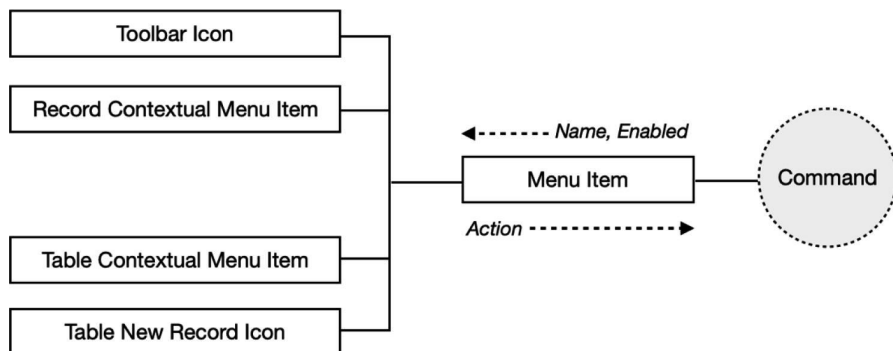 Toolbar Icon
Record Contextual Menu Item
Name, Enabled
Menu Item
Command
Action
Table Contextual Menu Item
Table New Record Icon